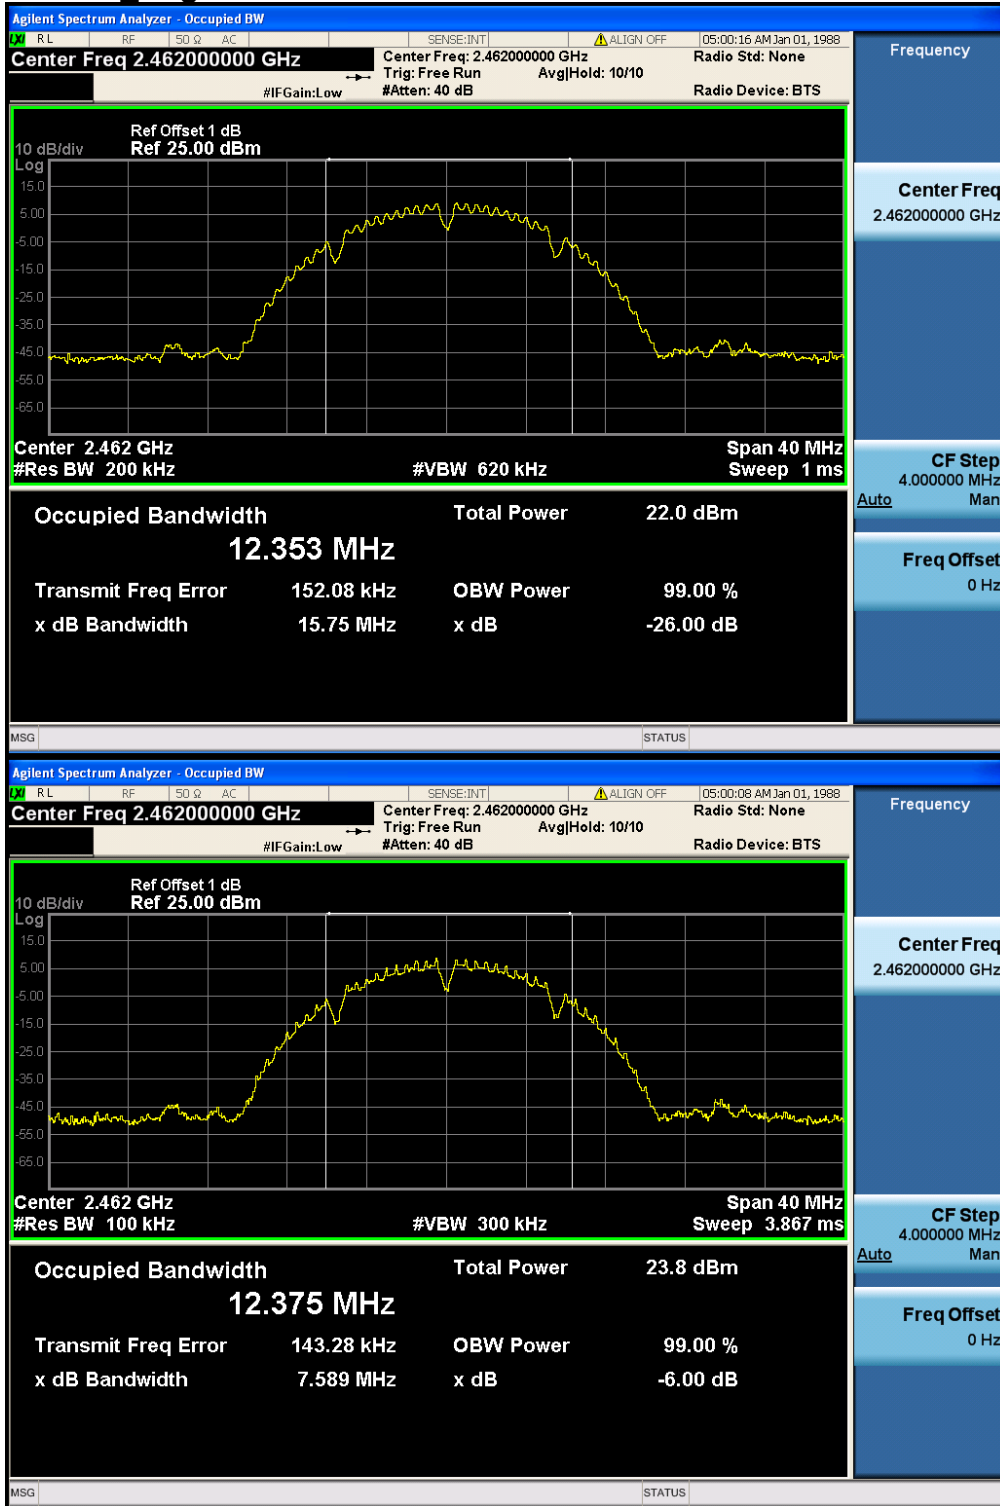 Agilent Spectrum Analyzer - Occupied BW
LXI RL RF 50 Ω AC SENSE:INT ALIGN OFF 05:00:16 AM Jan 01, 1988
Center Freq 2.462000000 GHz
Center Freq: 2.462000000 GHz
Radio Std: None
Trig: Free Run Avg|Hold: 10/10
#IFGain:Low #Atten: 40 dB
Radio Device: BTS
Frequency
Ref Offset 1 dB
10 dB/div Ref 25.00 dBm
Log
15.0
5.00
-5.00
-15.0
-25.0
-35.0
-45.0
-55.0
-65.0
Center 2.462 GHz Span 40 MHz
#Res BW 200 kHz #VBW 620 kHz Sweep 1 ms
Center Freq
2.462000000 GHz
CF Step
4.000000 MHz
Auto Man
Freq Offset
0 Hz
Occupied Bandwidth Total Power 22.0 dBm
12.353 MHz
Transmit Freq Error 152.08 kHz OBW Power 99.00 %
x dB Bandwidth 15.75 MHz x dB -26.00 dB
MSG STATUS
Agilent Spectrum Analyzer - Occupied BW
LXI RL RF 50 Ω AC SENSE:INT ALIGN OFF 05:00:08 AM Jan 01, 1988
Center Freq 2.462000000 GHz
Center Freq: 2.462000000 GHz
Radio Std: None
Trig: Free Run Avg|Hold: 10/10
#IFGain:Low #Atten: 40 dB
Radio Device: BTS
Frequency
Ref Offset 1 dB
10 dB/div Ref 25.00 dBm
Log
15.0
5.00
-5.00
-15.0
-25.0
-35.0
-45.0
-55.0
-65.0
Center 2.462 GHz Span 40 MHz
#Res BW 100 kHz #VBW 300 kHz Sweep 3.867 ms
Center Freq
2.462000000 GHz
CF Step
4.000000 MHz
Auto Man
Freq Offset
0 Hz
Occupied Bandwidth Total Power 23.8 dBm
12.375 MHz
Transmit Freq Error 143.28 kHz OBW Power 99.00 %
x dB Bandwidth 7.589 MHz x dB -6.00 dB
MSG STATUS